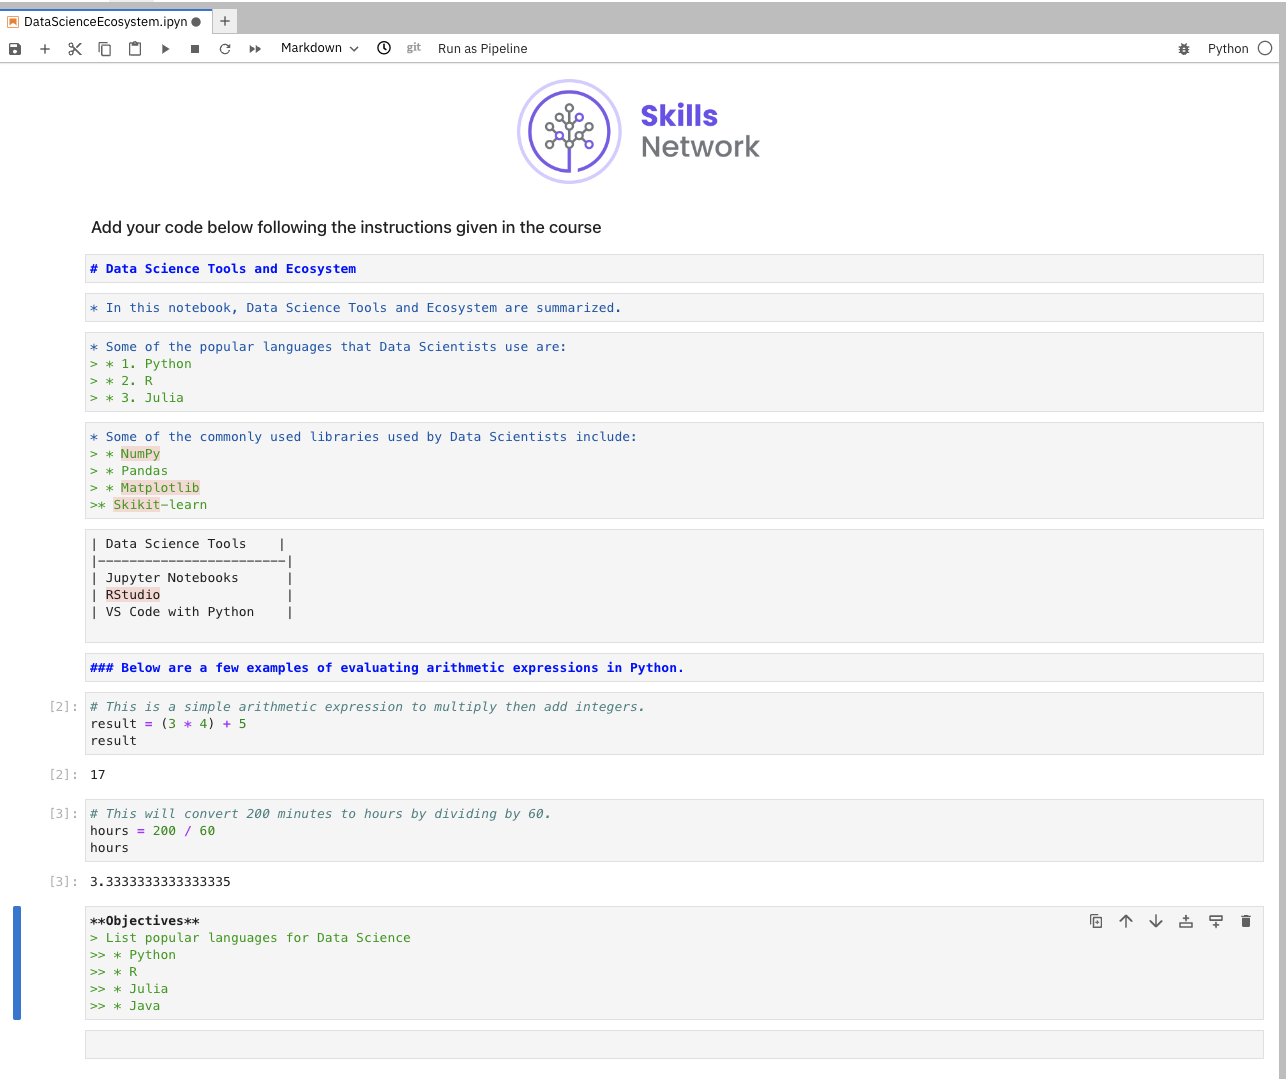 DataScienceEcosystem.ipyn
Markdown git Run as Pipeline Python
Skills
Network
Add your code below following the instructions given in the course
# Data Science Tools and Ecosystem
* In this notebook, Data Science Tools and Ecosystem are summarized.
* Some of the popular languages that Data Scientists use are:
> * 1. Python
> * 2. R
> * 3. Julia
* Some of the commonly used libraries used by Data Scientists include:
> * NumPy
> * Pandas
> * Matplotlib
>* Skikit-learn
| Data Science Tools    |
|------------------------|
| Jupyter Notebooks      |
| RStudio                |
| VS Code with Python    |
### Below are a few examples of evaluating arithmetic expressions in Python.
[2]: # This is a simple arithmetic expression to multiply then add integers.
result = (3 * 4) + 5
result
[2]: 17
[3]: # This will convert 200 minutes to hours by dividing by 60.
hours = 200 / 60
hours
[3]: 3.3333333333333335
**Objectives**
> List popular languages for Data Science
>> * Python
>> * R
>> * Julia
>> * Java